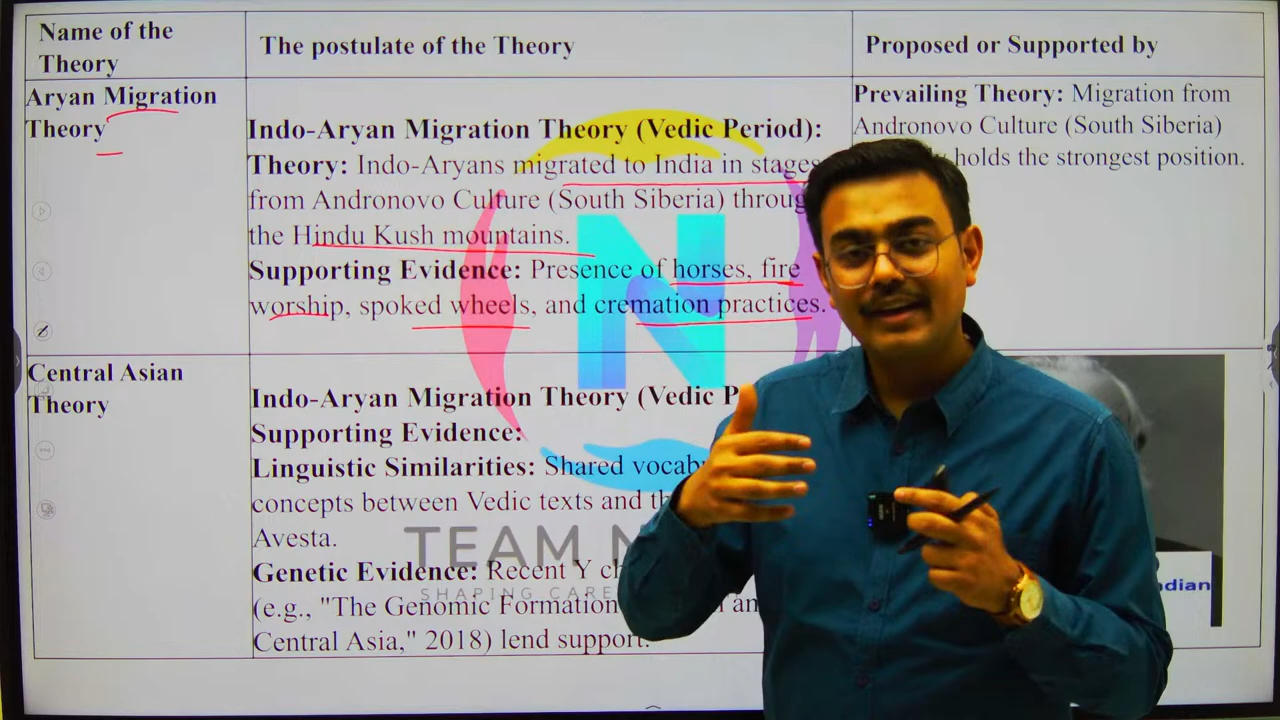 Name of the
Theory
The postulate of the Theory
Proposed or Supported by
Aryan Migration
Theory
Indo-Aryan Migration Theory (Vedic Period):
Theory: Indo-Aryans migrated to India in stages
from Andronovo Culture (South Siberia)
the Hindu Kush mountains.
Supporting Evidence: Presence of horses, fire
worship, spoked wheels, and cremation practices.
Prevailing Theory: Migration from
Andronovo Culture (South Siberia)
holds the strongest position.
Central Asian
Theory
Indo-Aryan Migration Theory (Vedic
Supporting Evidence:
Linguistic Similarities: Shared
concepts between Vedic texts and
Avesta.
Genetic Evidence: Recent Y
(e.g., "The Genomic Formation
Central Asia," 2018) lend support.
TEAM
SHAPING